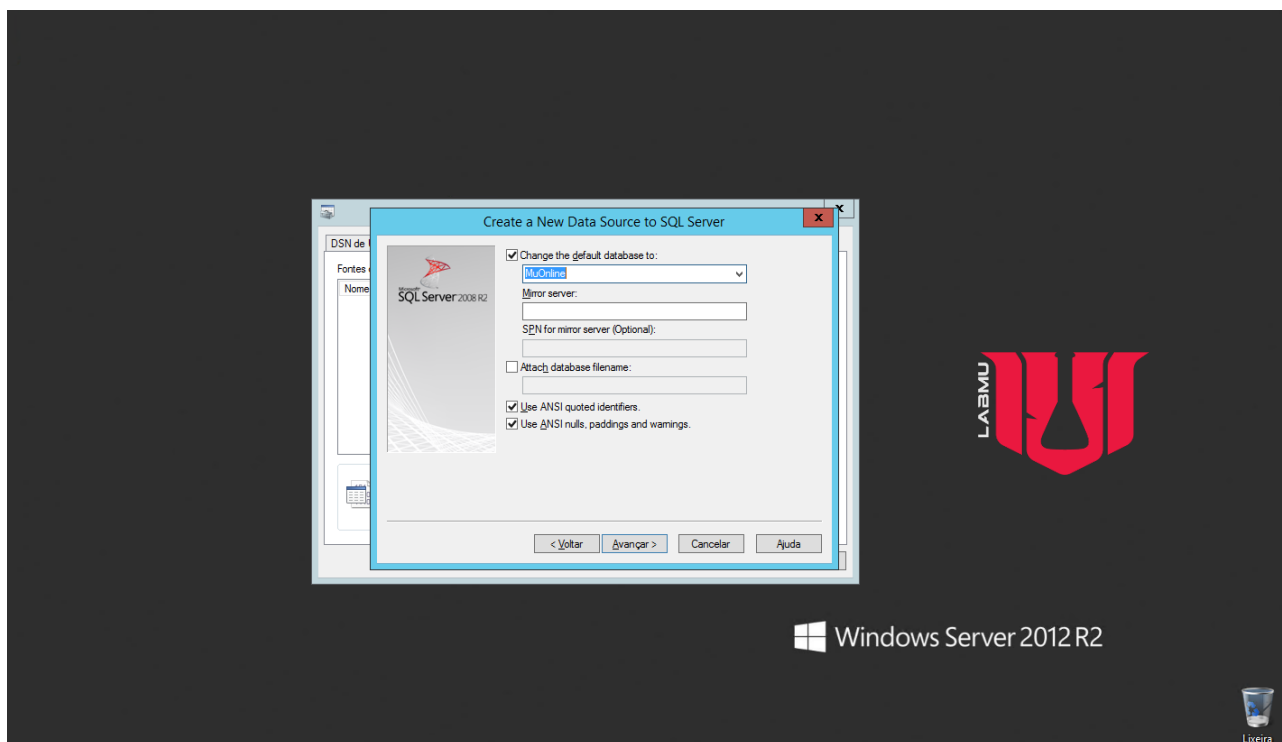 Create a New Data Source to SQL Server
x
x
DSN de
Fontes
Nome
Microsoft
SQL Server 2008 R2
Change the default database to:
MuOnline
Mirror server:
SPN for mirror server (Optional):
Attach database filename:
Use ANSI quoted identifiers.
Use ANSI nulls, paddings and warnings.
< Voltar
Avançar >
Cancelar
Ajuda
LABMU
Windows Server 2012 R2
Lixeira